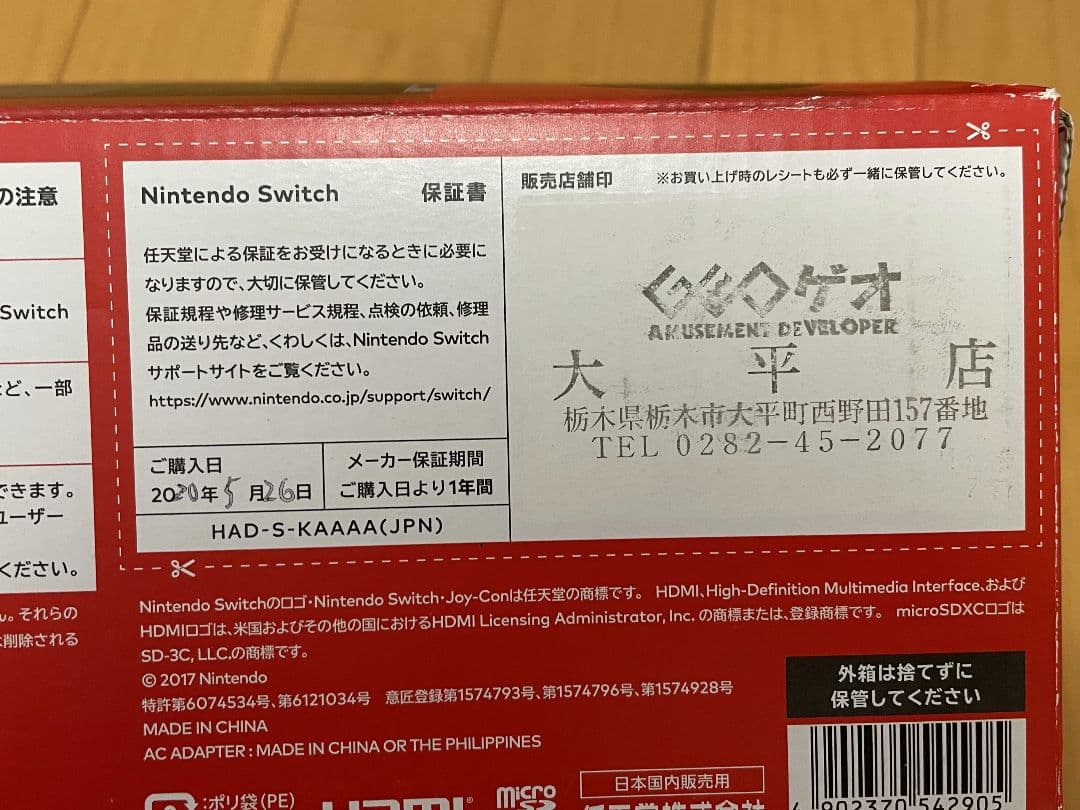 の注意
Switch
ど、一部
できます。
ユーザー
ください。
ん。それらの
削除される
Nintendo Switch 保証書
任天堂による保証をお受けになるときに必要に
なりますので、大切に保管してください。
保証規程や修理サービス規程、点検の依頼、修理
品の送り先など、くわしくは、Nintendo Switch
サポートサイトをご覧ください。
https://www.nintendo.co.jp/support/switch/
ご購入日
2020年5月26日
メーカー保証期間
ご購入日より1年間
HAD-S-KAAAA(JPN)
販売店舗印 ※お買い上げ時のレシートも必ず一緒に保管してください。
GEOゲオ
AMUSEMENT DEVELOPER
大平店
栃木県栃木市大平町西野田157番地
TEL 0282-45-2077
Nintendo Switchのロゴ・Nintendo Switch・Joy-Conは任天堂の商標です。 HDMI、High-Definition Multimedia Interface、および
HDMIロゴは、米国およびその他の国におけるHDMI Licensing Administrator, Inc. の商標または、登録商標です。 microSDXCロゴは
SD-3C, LLC.の商標です。
© 2017 Nintendo
特許第6074534号、第6121034号 意匠登録第1574793号、第1574796号、第1574928号
MADE IN CHINA
AC ADAPTER : MADE IN CHINA OR THE PHILIPPINES
外箱は捨てずに
保管してください
:ポリ袋(PE)
HDMI
micro
日本国内販売用
任天堂株式会社
4 902370 542905